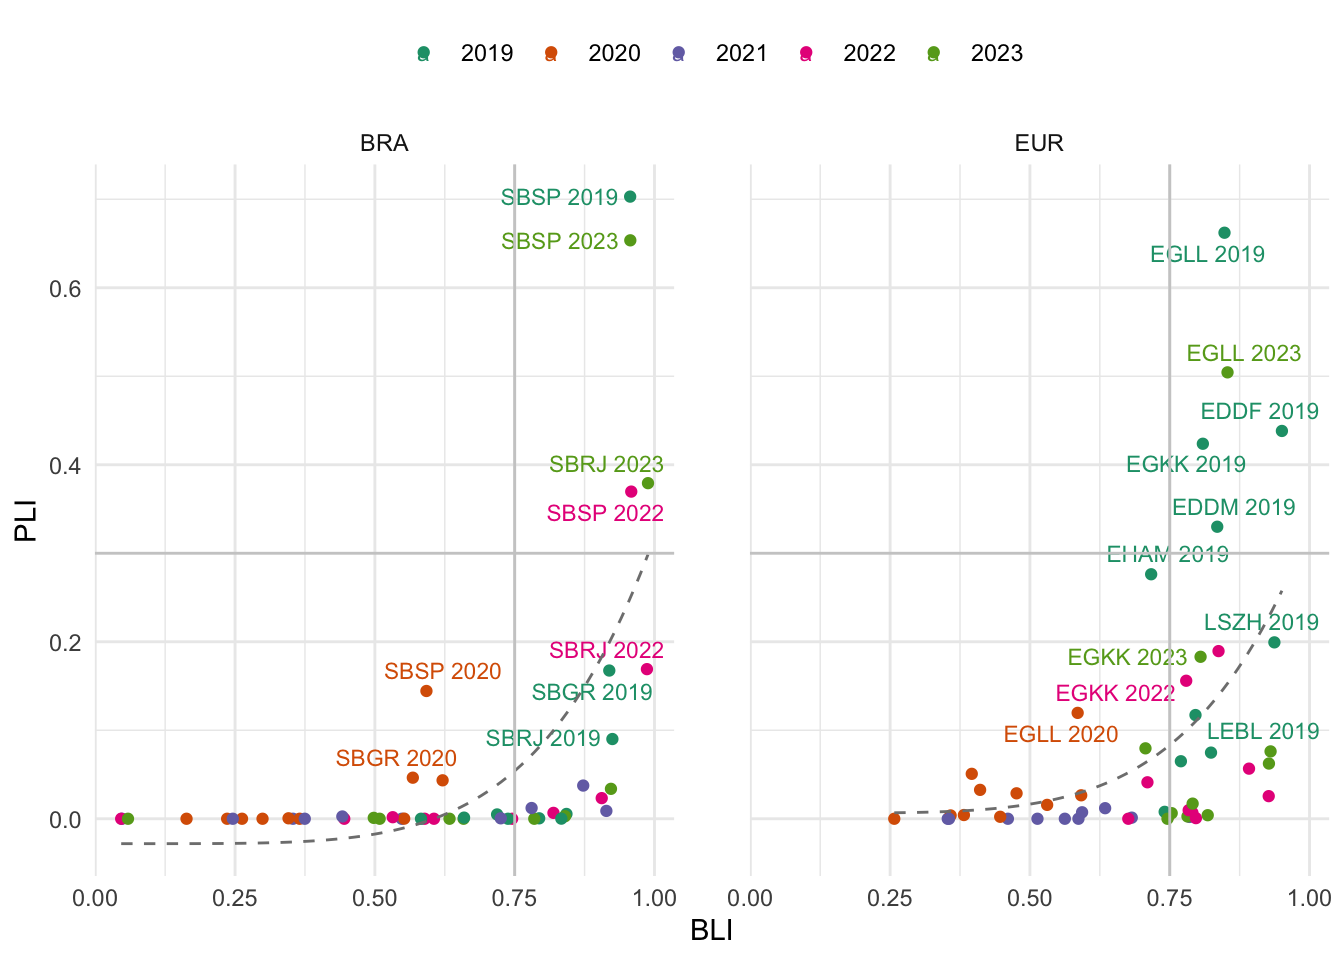 2019 2020 2021 2022 2023
BRA EUR
SBSP 2019
SBSP 2023
EGLL 2019
0.6
EGLL 2023
EDDF 2019
SBRJ 2023
EGKK 2019
0.4
SBSP 2022
EDDM 2019
PLI
EHAM 2019
LSZH 2019
0.2
SBRJ 2022
EGKK 2023
SBSP 2020
SBGR 2019
EGKK 2022
SBRJ 2019
EGLL 2020
LEBL 2019
SBGR 2020
0.0
0.00 0.25 0.50 0.75 1.00 0.00 0.25 0.50 0.75 1.00
BLI